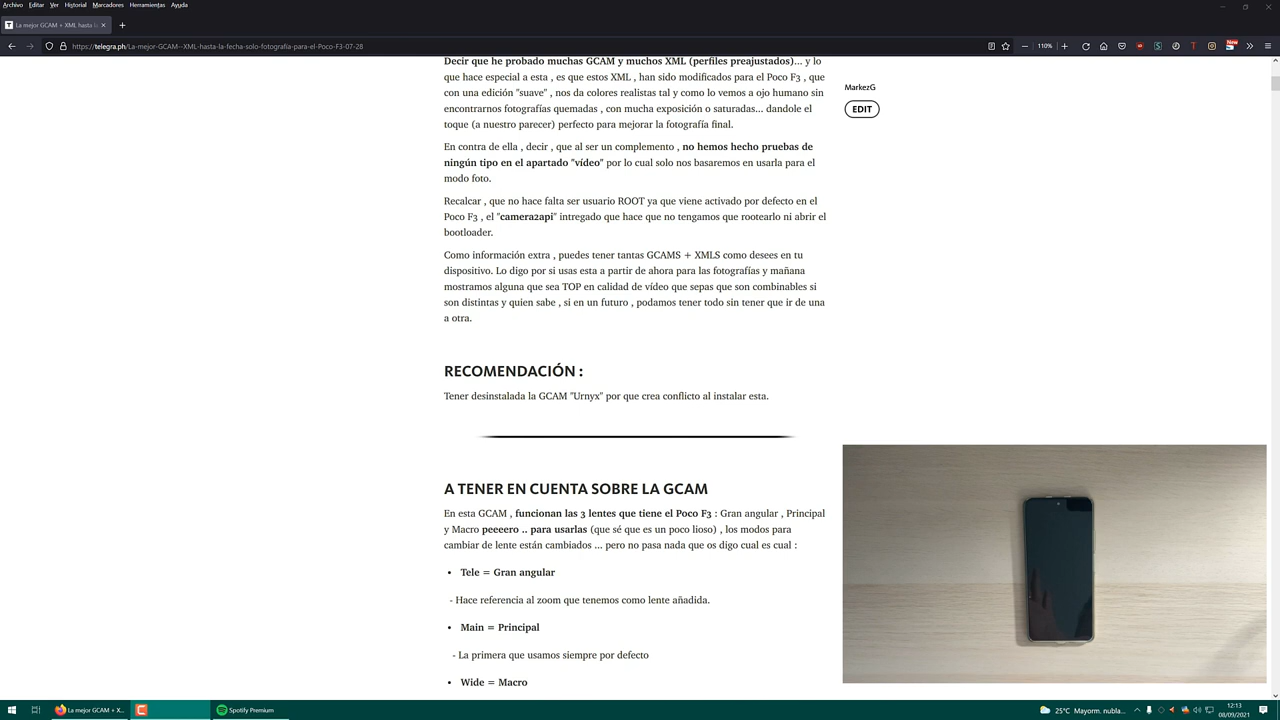 Archivo Editar Ver Historial Marcadores Herramientas Ayuda
La mejor GCAM + XML hasta l
https://telegra.ph/La-mejor-GCAM--XML-hasta-la-fecha-solo-fotografía-para-el-Poco-F3-07-28
110%
New
Decir que he probado muchas GCAM y muchos XML (perfiles preajustados)... y lo
que hace especial a esta , es que estos XML , han sido modificados para el Poco F3 , que
con una edición "suave" , nos da colores realistas tal y como lo vemos a ojo humano sin
encontrarnos fotografías quemadas , con mucha exposición o saturadas... dandole el
toque (a nuestro parecer) perfecto para mejorar la fotografía final.
MarkezG
EDIT
En contra de ella , decir , que al ser un complemento , no hemos hecho pruebas de
ningún tipo en el apartado "vídeo" por lo cual solo nos basaremos en usarla para el
modo foto.
Recalcar , que no hace falta ser usuario ROOT ya que viene activado por defecto en el
Poco F3 , el "camera2api" intregado que hace que no tengamos que rootearlo ni abrir el
bootloader.
Como información extra , puedes tener tantas GCAMS + XMLS como desees en tu
dispositivo. Lo digo por si usas esta a partir de ahora para las fotografías y mañana
mostramos alguna que sea TOP en calidad de vídeo que sepas que son combinables si
son distintas y quien sabe , si en un futuro , podamos tener todo sin tener que ir de una
a otra.
RECOMENDACIÓN :
Tener desinstalada la GCAM "Urnyx" por que crea conflicto al instalar esta.
A TENER EN CUENTA SOBRE LA GCAM
En esta GCAM , funcionan las 3 lentes que tiene el Poco F3 : Gran angular , Principal
y Macro peeeero .. para usarlas (que sé que es un poco lioso) , los modos para
cambiar de lente están cambiados ... pero no pasa nada que os digo cual es cual :
• Tele = Gran angular
- Hace referencia al zoom que tenemos como lente añadida.
• Main = Principal
- La primera que usamos siempre por defecto
• Wide = Macro
La mejor GCAM + X...
Spotify Premium
25°C Mayorm. nubla...
12:13
08/09/2021